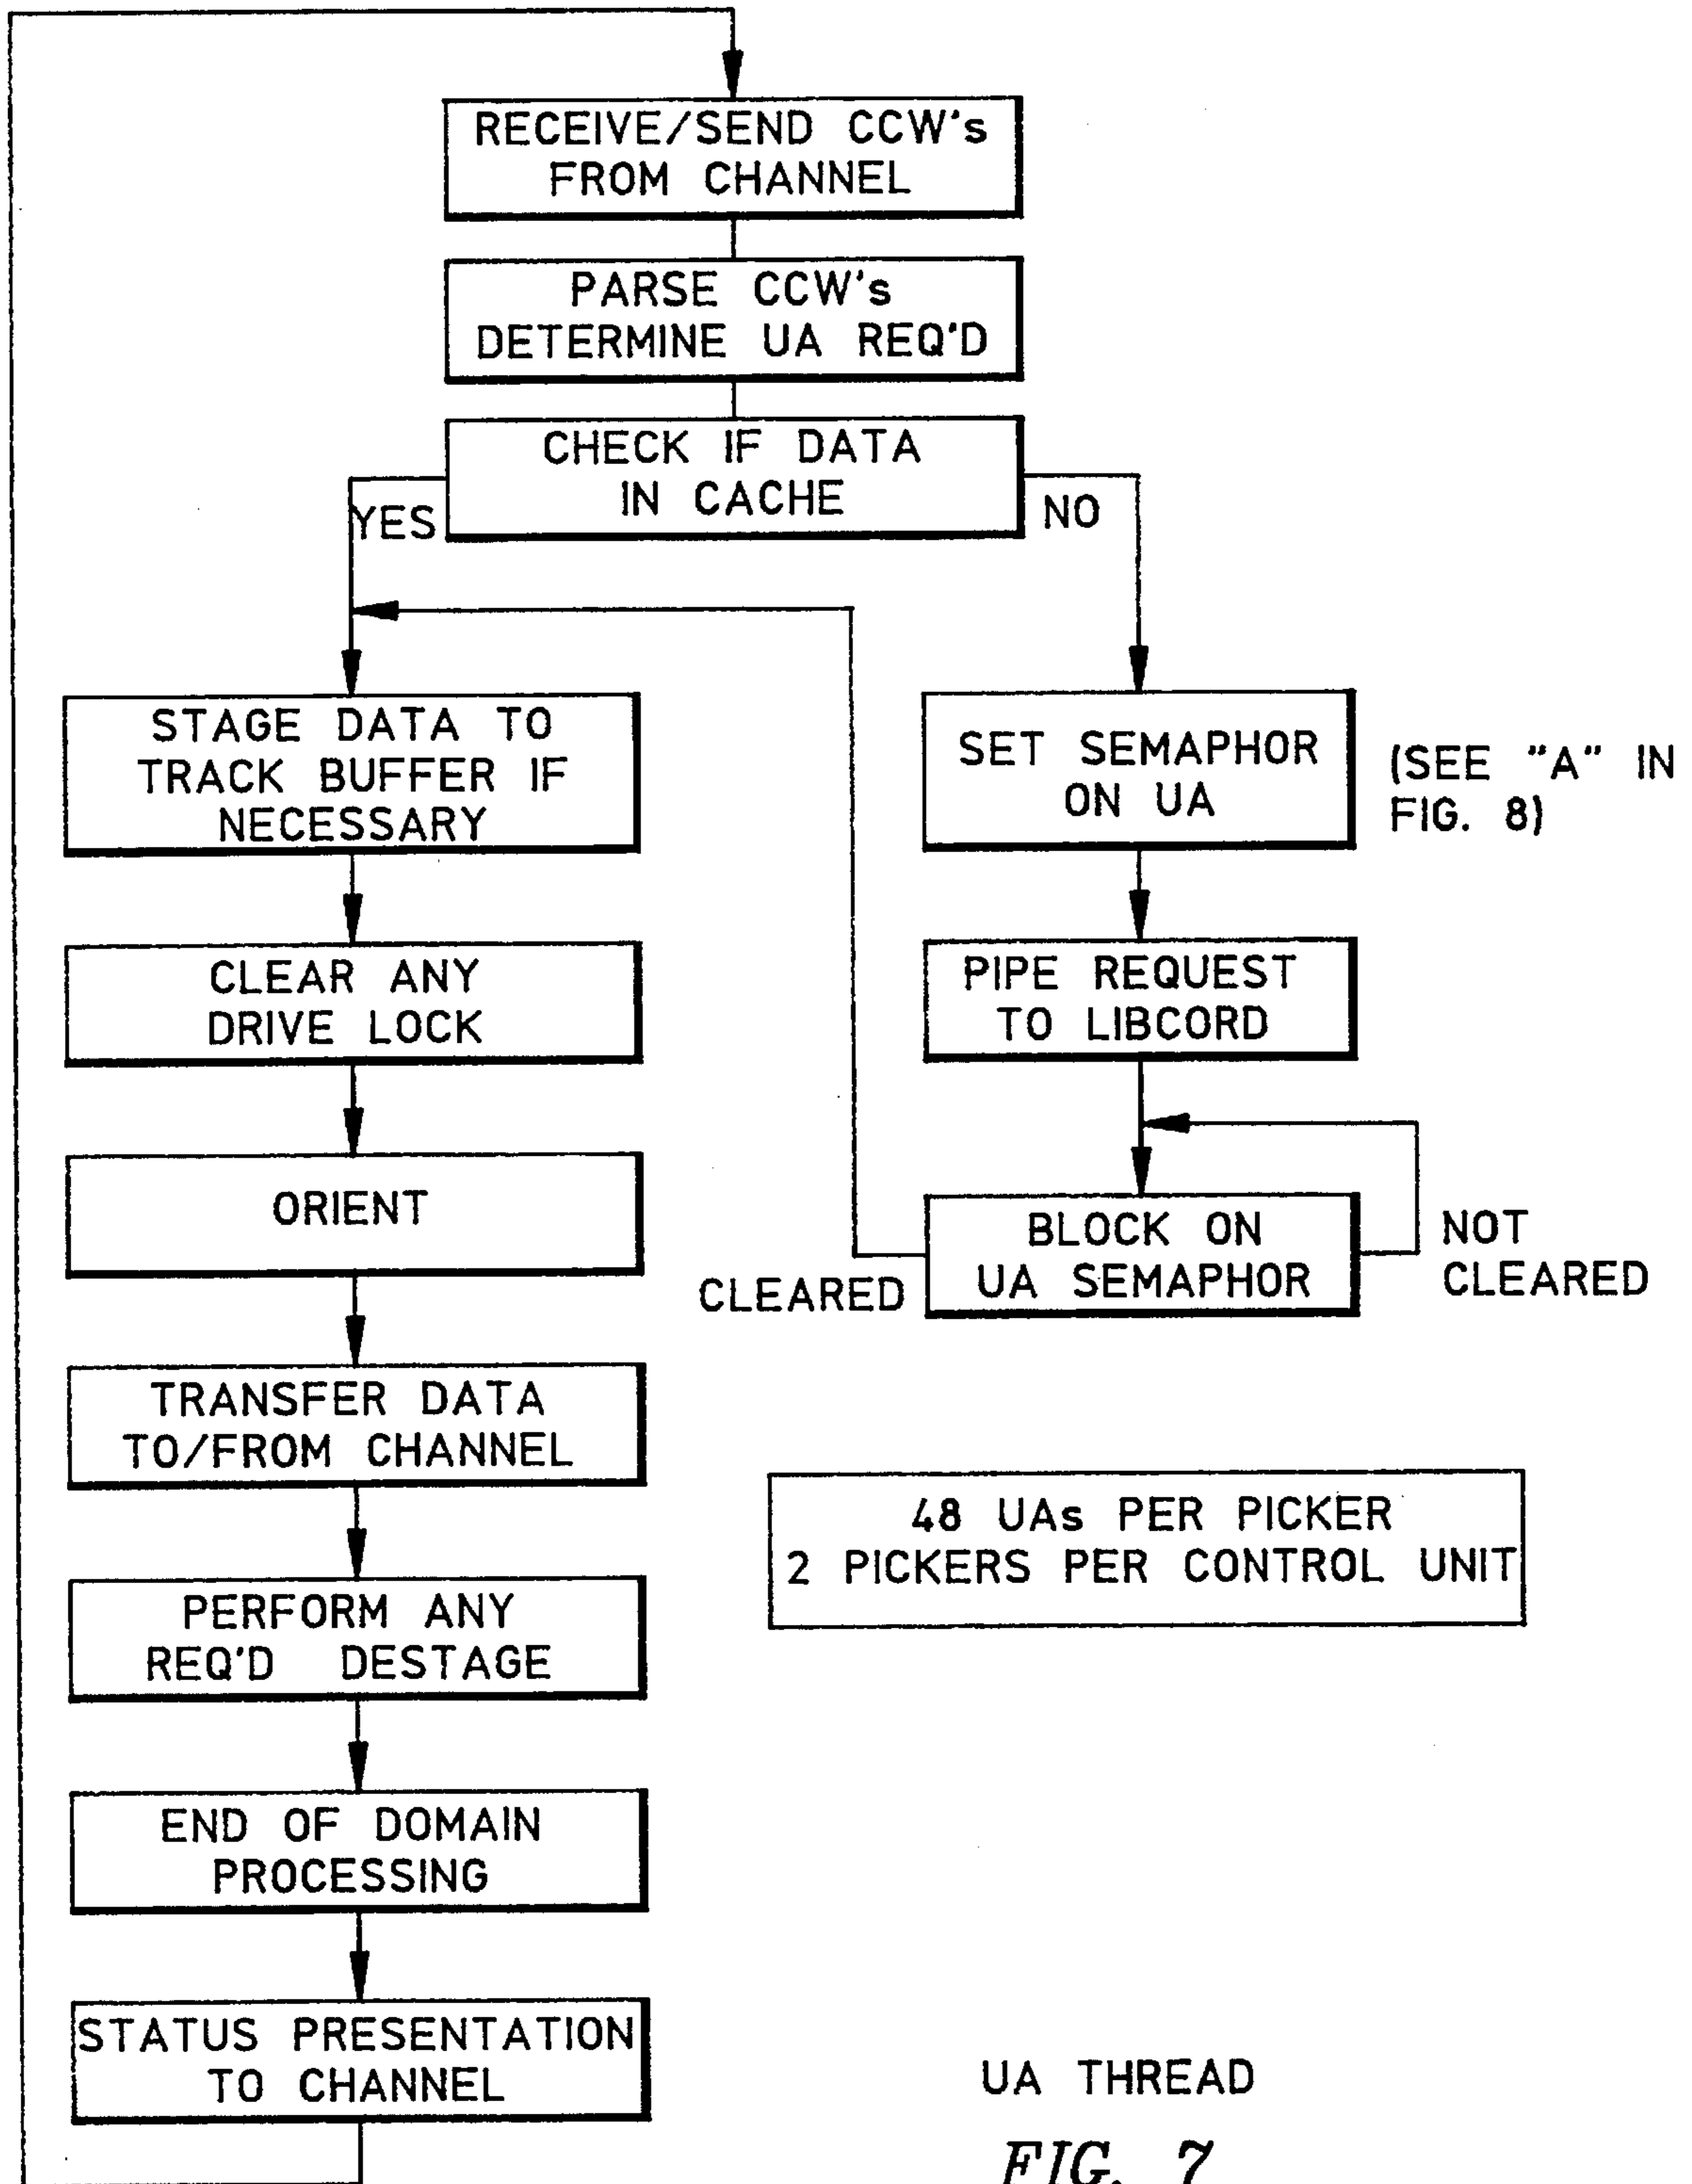 RECEIVE/SEND CCW's
FROM CHANNEL
PARSE CCW's
DETERMINE UA REQ'D
CHECK IF DATA
IN CACHE
YES
NO
STAGE DATA TO
TRACK BUFFER IF
NECESSARY
SET SEMAPHOR
ON UA
(SEE "A" IN
FIG. 8)
CLEAR ANY
DRIVE LOCK
PIPE REQUEST
TO LIBCORD
ORIENT
BLOCK ON
UA SEMAPHOR
CLEARED
NOT
CLEARED
TRANSFER DATA
TO/FROM CHANNEL
48 UAs PER PICKER
2 PICKERS PER CONTROL UNIT
PERFORM ANY
REQ'D DESTAGE
END OF DOMAIN
PROCESSING
STATUS PRESENTATION
TO CHANNEL
UA THREAD
FIG. 7